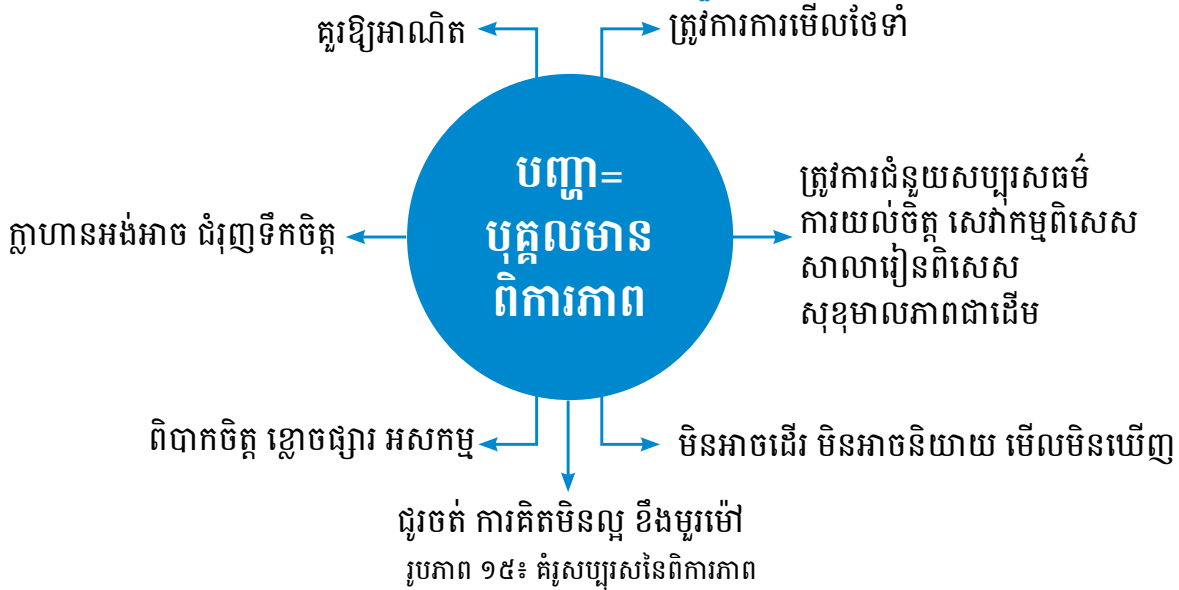 គួរឱ្យអាណិត
ត្រូវការការមើលថែទាំ
បញ្ហា=
បុគ្គលមាន
ពិការភាព
ត្រូវការជំនួយសប្បុរសធម៌
ការយល់ចិត្ត សេវាកម្មពិសេស
សាលារៀនពិសេស
សុខុមាលភាពជាដើម
ក្លាហានអង់អាច ជំរុញទឹកចិត្ត
ពិបាកចិត្ត ខ្លោចផ្សារ អសកម្ម
មិនអាចដើរ មិនអាចនិយាយ មើលមិនឃើញ
ជូរចត់ ការគិតមិនល្អ ខឹងមួរម៉ៅ
រូបភាព ១៥៖ គំរូសប្បុរសនៃពិការភាព